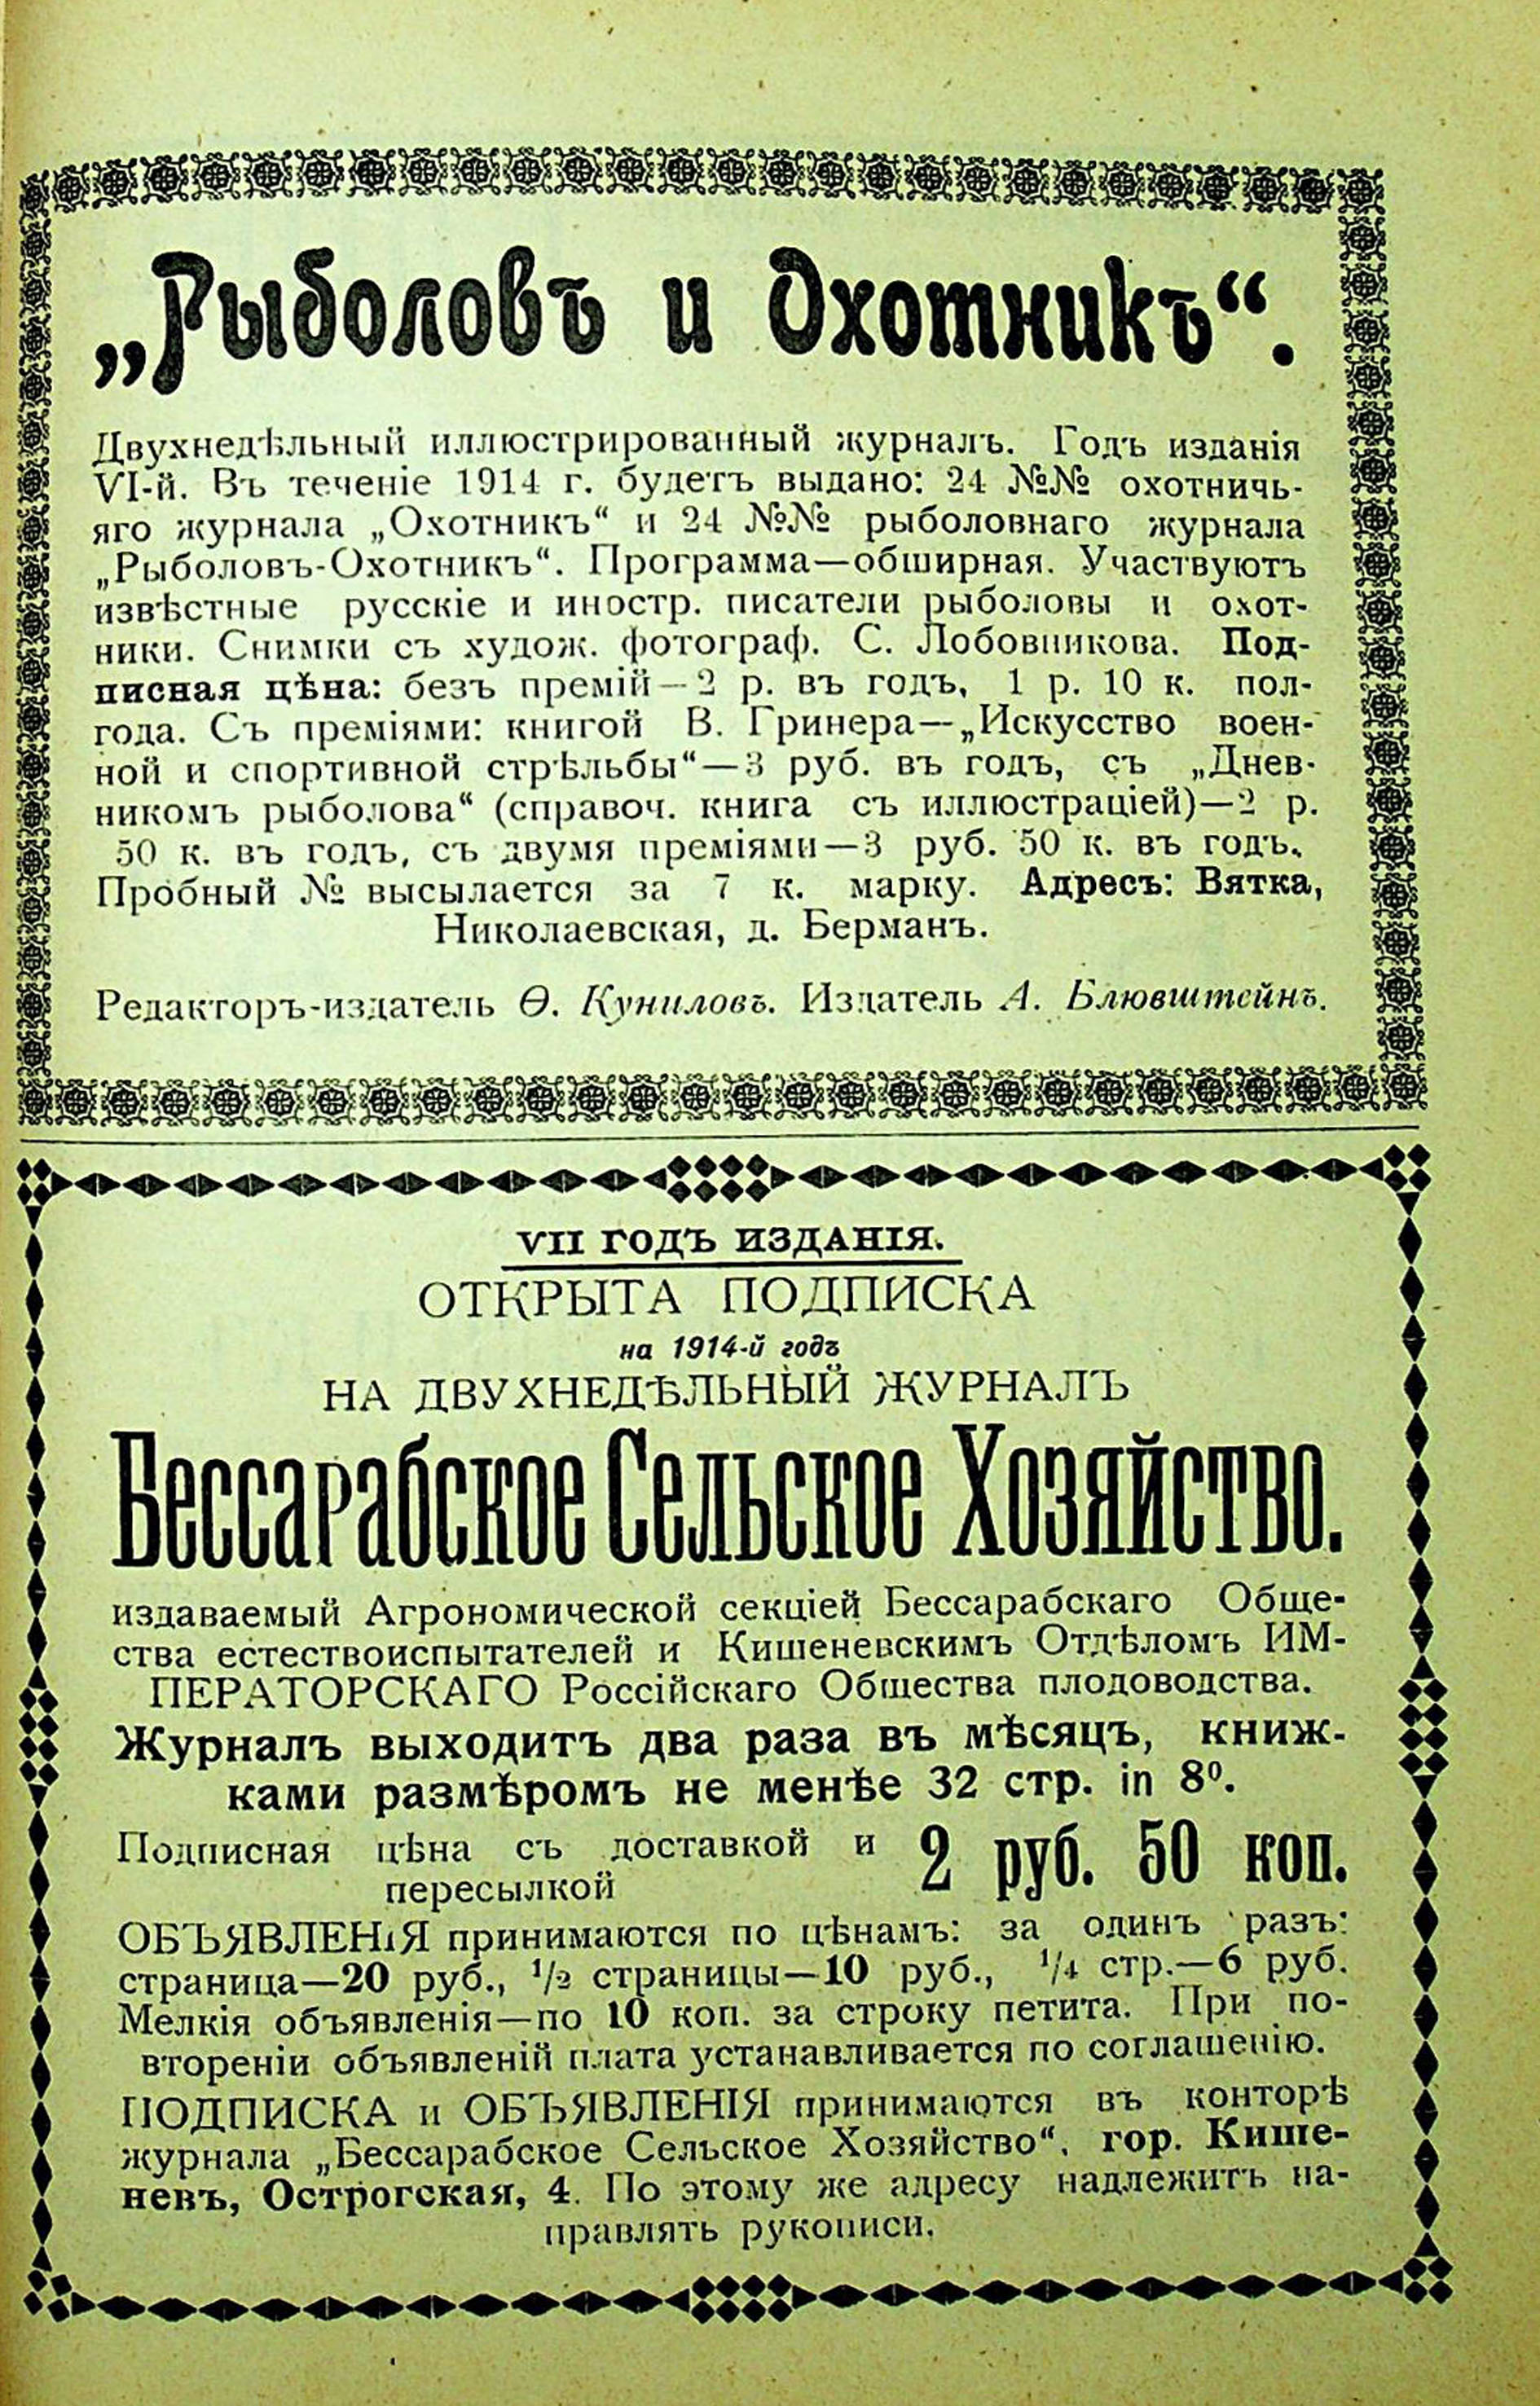 „Рыболовъ и Охотникъ“.
Двухнедѣльный иллюстрированный журналъ. Годъ изданія
VI-й. Въ теченіе 1914 г. будетъ выдано: 24 №№ охотничь-
яго журнала „Охотникъ“ и 24 №№ рыболовнаго журнала
„Рыболовъ-Охотникъ“. Программа—обширная. Участвуютъ
извѣстные русскіе и иностр. писатели рыболовы и охот-
ники. Снимки съ худож. фотограф. С. Лобовникова. Под-
писная цѣна: безъ премій—2 р. въ годъ, 1 р. 10 к. пол-
года. Съ преміями: книгой В. Гринера—„Искусство воен-
ной и спортивной стрѣльбы“—3 руб. въ годъ, съ „Днев-
никомъ рыболова“ (справоч. книга съ иллюстраціей)—2 р.
50 к. въ годъ, съ двумя преміями—3 руб. 50 к. въ годъ.
Пробный № высылается за 7 к. марку. Адресъ: Вятка,
Николаевская, д. Берманъ.
Редакторъ-издатель Ѳ. Куниловъ. Издатель А. Блювштейнъ.
VII ГОДЪ ИЗДАНІЯ.
ОТКРЫТА ПОДПИСКА
на 1914-й годъ
НА ДВУХНЕДѢЛЬНЫЙ ЖУРНАЛЪ
Бессарабское Сельское Хозяйство.
издаваемый Агрономической секціей Бессарабскаго Обще-
ства естествоиспытателей и Кишеневскимъ Отдѣломъ ИМ-
ПЕРАТОРСКАГО Россійскаго Общества плодоводства.
Журналъ выходитъ два раза въ мѣсяцъ, книж-
ками размѣромъ не менѣе 32 стр. in 8⁰.
Подписная цѣна съ доставкой и пересылкой 2 руб. 50 коп.
ОБЪЯВЛЕНІЯ принимаются по цѣнамъ: за одинъ разъ:
страница—20 руб., ½ страницы—10 руб., ¼ стр.—6 руб.
Мелкія объявленія—по 10 коп. за строку петита. При по-
втореніи объявленій плата устанавливается по соглашенію.
ПОДПИСКА и ОБЪЯВЛЕНІЯ принимаются въ конторѣ
журнала „Бессарабское Сельское Хозяйство“, гор. Кише-
невъ, Острогская, 4. По этому же адресу надлежитъ на-
правлять рукописи.